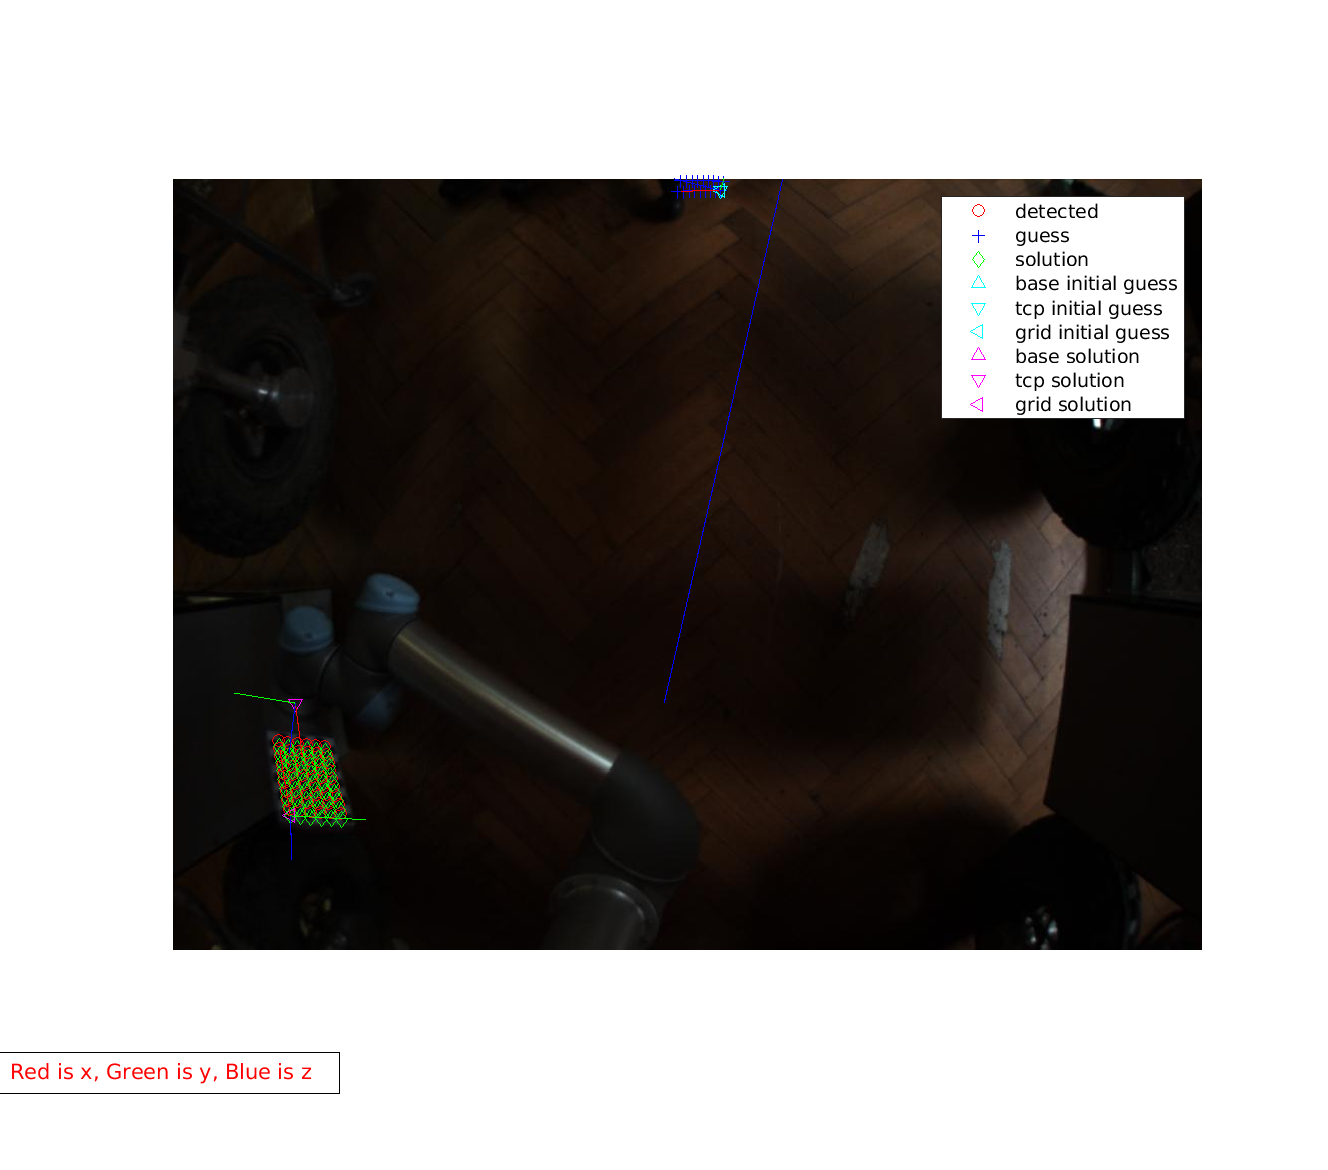 detected
guess
solution
base initial guess
tcp initial guess
grid initial guess
base solution
tcp solution
grid solution
Red is x, Green is y, Blue is z